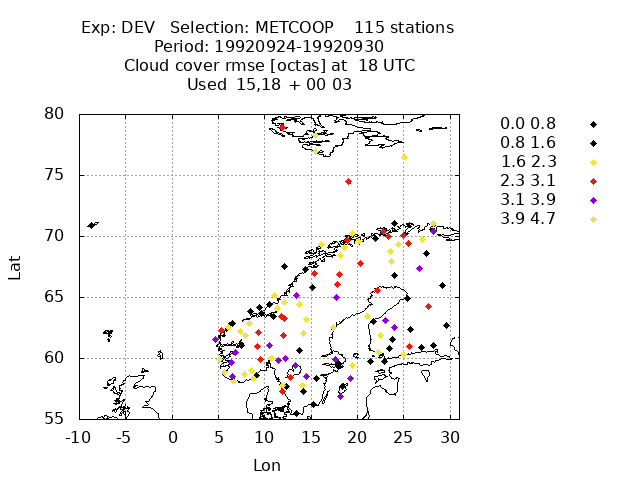 Exp: DEV Selection: METCOOP 115 stations
Period: 19920924-19920930
Cloud cover rmse [octas] at 18 UTC
Used 15,18 + 00 03
80
75
70
65
60
55
Lat
-10 -5 0 5 10 15 20 25 30
Lon
0.0 0.8
0.8 1.6
1.6 2.3
2.3 3.1
3.1 3.9
3.9 4.7